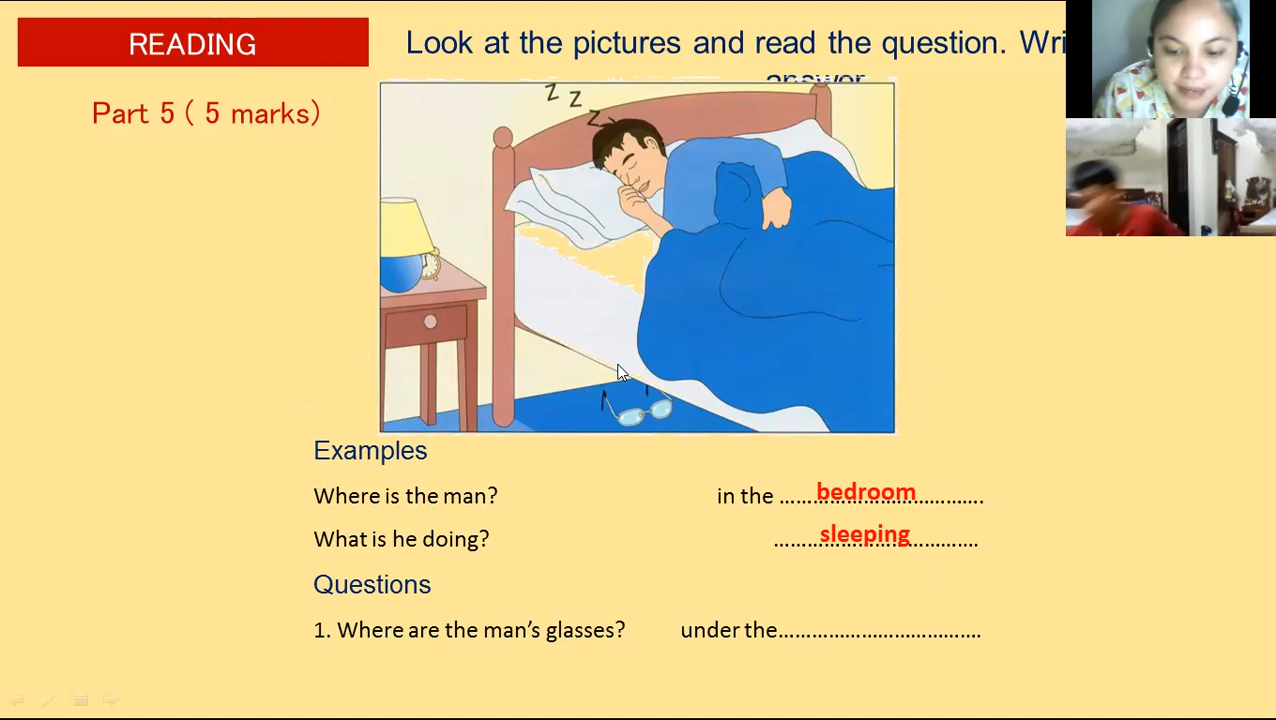 READING
Look at the pictures and read the question. Wri
answer
Part 5 ( 5 marks)
z z z
Examples
Where is the man? in the ……bedroom……
What is he doing? ……sleeping……
Questions
1. Where are the man’s glasses? under the………………………………